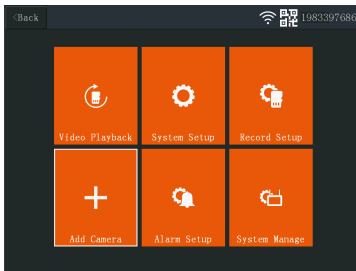 <Back
1983397686
Video Playback
System Setup
Record Setup
Add Camera
Alarm Setup
System Manage